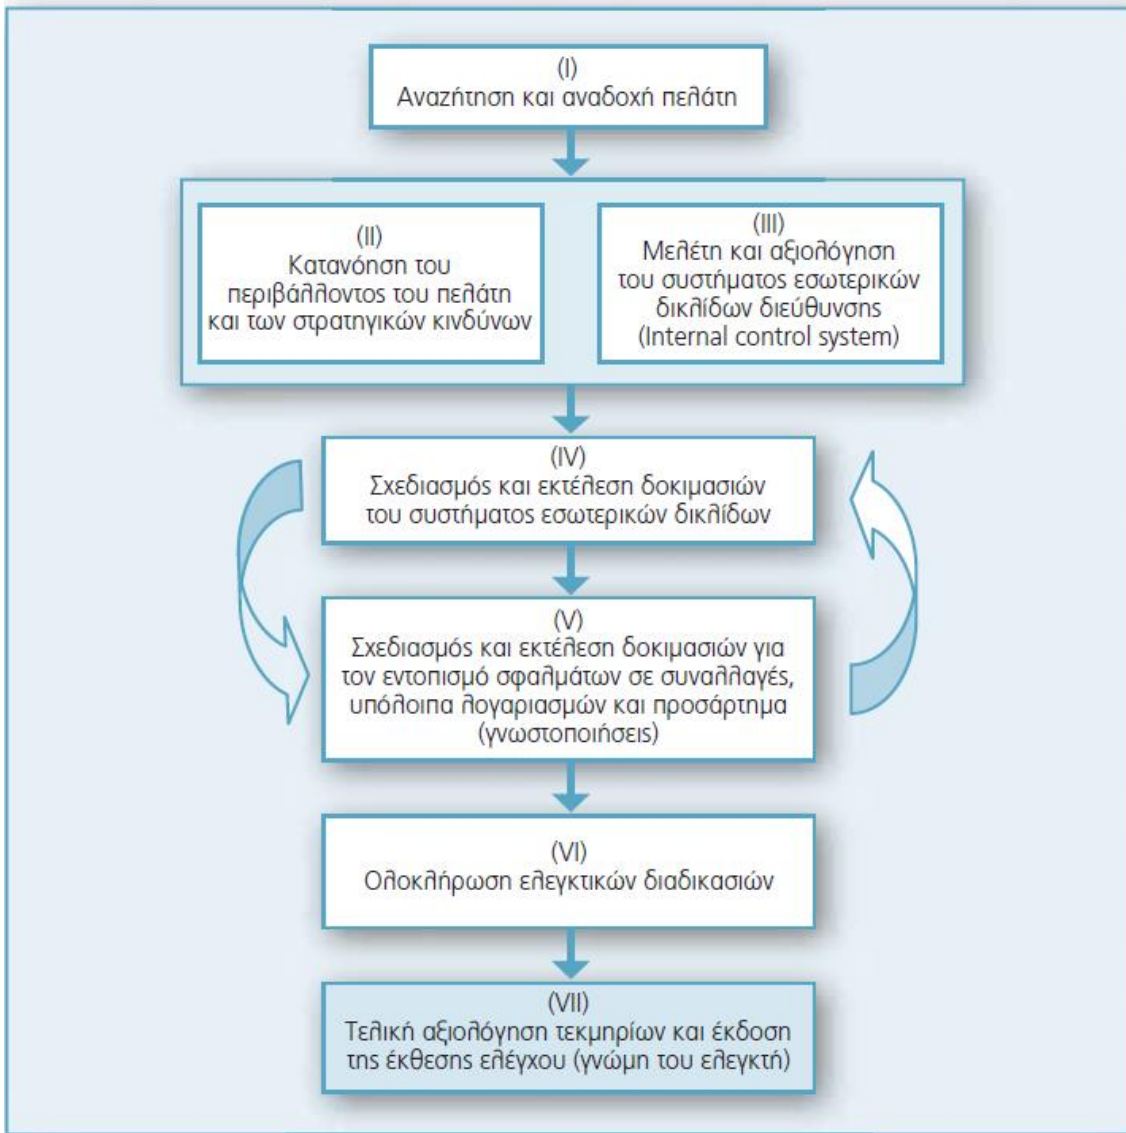 (I)
Αναζήτηση και αναδοχή πελάτη
(II)
Κατανόηση του
περιβάλλοντος του πελάτη
και των στρατηγικών κινδύνων
(III)
Μελέτη και αξιολόγηση
του συστήματος εσωτερικών
δικλίδων διεύθυνσης
(Internal control system)
(IV)
Σχεδιασμός και εκτέλεση δοκιμασιών
του συστήματος εσωτερικών δικλίδων
(V)
Σχεδιασμός και εκτέλεση δοκιμασιών για
τον εντοπισμό σφαλμάτων σε συναλλαγές,
υπόλοιπα λογαριασμών και προσάρτημα
(γνωστοποιήσεις)
(VI)
Ολοκλήρωση ελεγκτικών διαδικασιών
(VII)
Τελική αξιολόγηση τεκμηρίων και έκδοση
της έκθεσης ελέγχου (γνώμη του ελεγκτή)